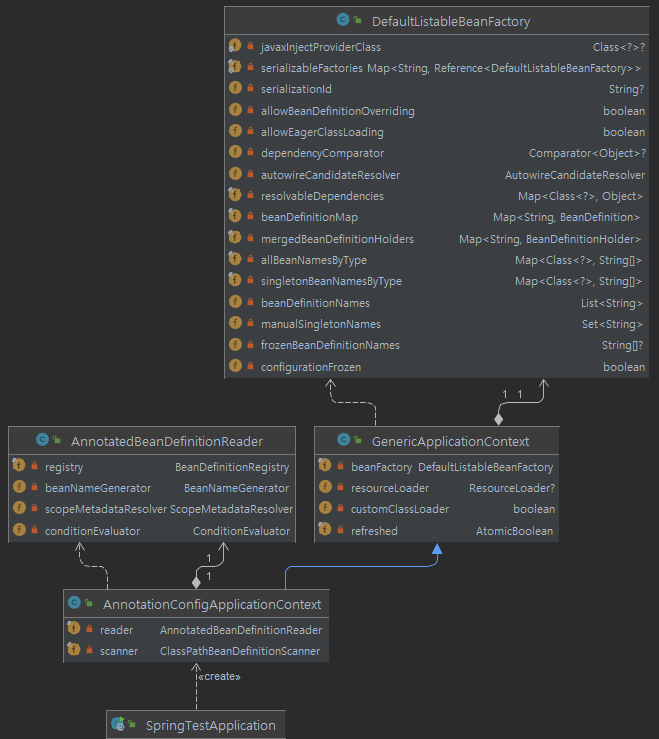 DefaultListableBeanFactory
javaxInjectProviderClass Class<?>?
serializableFactories Map<String, Reference<DefaultListableBeanFactory>>
serializationId String?
allowBeanDefinitionOverriding boolean
allowEagerClassLoading boolean
dependencyComparator Comparator<Object>?
autowireCandidateResolver AutowireCandidateResolver
resolvableDependencies Map<Class<?>, Object>
beanDefinitionMap Map<String, BeanDefinition>
mergedBeanDefinitionHolders Map<String, BeanDefinitionHolder>
allBeanNamesByType Map<Class<?>, String[]>
singletonBeanNamesByType Map<Class<?>, String[]>
beanDefinitionNames List<String>
manualSingletonNames Set<String>
frozenBeanDefinitionNames String[]?
configurationFrozen boolean
1 1
AnnotatedBeanDefinitionReader
registry BeanDefinitionRegistry
beanNameGenerator BeanNameGenerator
scopeMetadataResolver ScopeMetadataResolver
conditionEvaluator ConditionEvaluator
GenericApplicationContext
beanFactory DefaultListableBeanFactory
resourceLoader ResourceLoader?
customClassLoader boolean
refreshed AtomicBoolean
1
1
AnnotationConfigApplicationContext
reader AnnotatedBeanDefinitionReader
scanner ClassPathBeanDefinitionScanner
«create»
SpringTestApplication